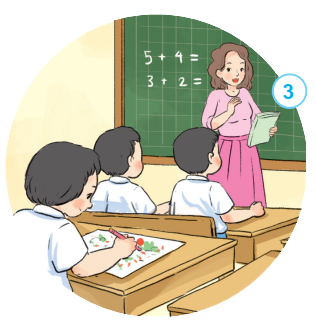 5 + 4 =
3 + 2 =
3